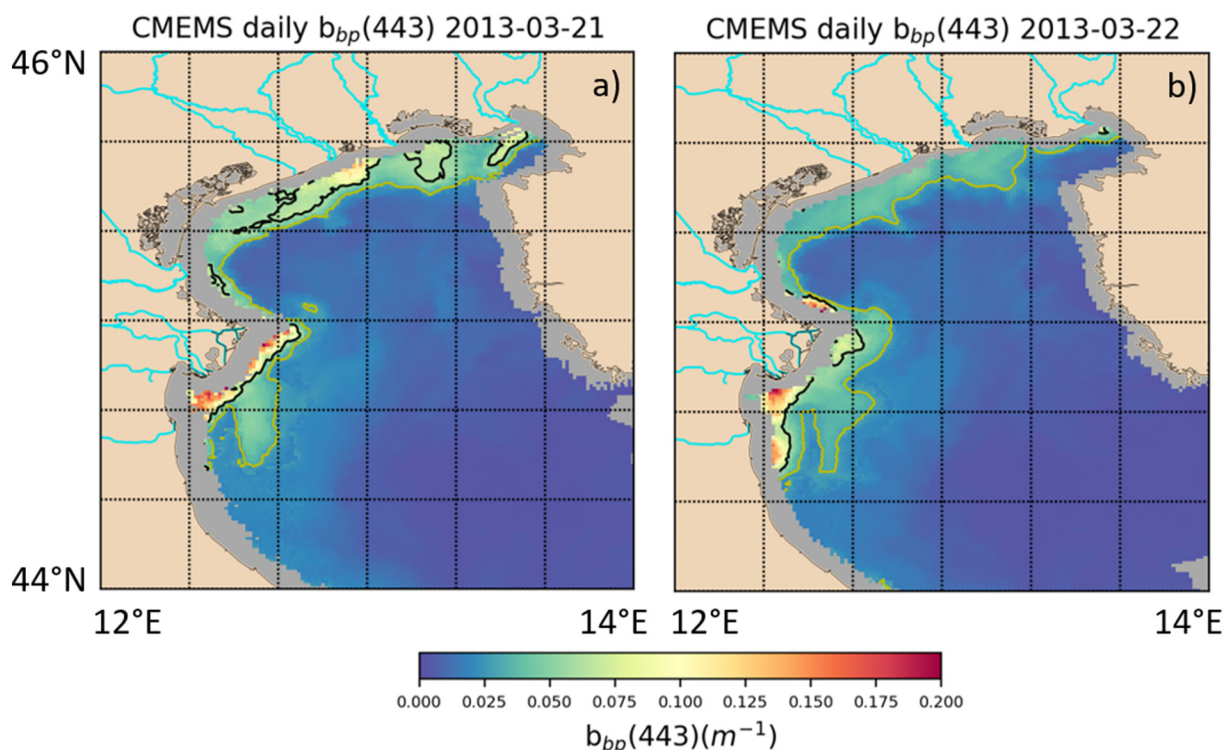 CMEMS daily b_bp(443) 2013-03-21
CMEMS daily b_bp(443) 2013-03-22
46°N
a)
b)
44°N
12°E
14°E
12°E
14°E
0.000 0.025 0.050 0.075 0.100 0.125 0.150 0.175 0.200
b_bp(443)(m⁻¹)